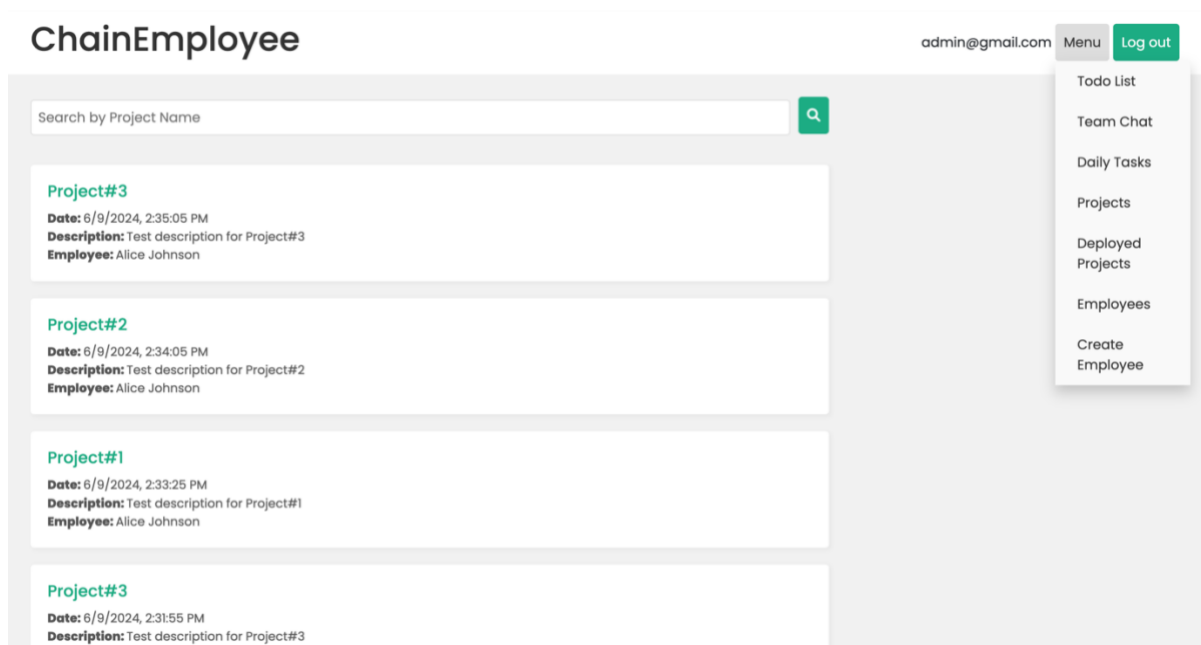 ChainEmployee
admin@gmail.com Menu Log out
Todo List
Team Chat
Daily Tasks
Projects
Deployed
Projects
Employees
Create
Employee
Search by Project Name
Project#3
Date: 6/9/2024, 2:35:05 PM
Description: Test description for Project#3
Employee: Alice Johnson
Project#2
Date: 6/9/2024, 2:34:05 PM
Description: Test description for Project#2
Employee: Alice Johnson
Project#1
Date: 6/9/2024, 2:33:25 PM
Description: Test description for Project#1
Employee: Alice Johnson
Project#3
Date: 6/9/2024, 2:31:55 PM
Description: Test description for Project#3